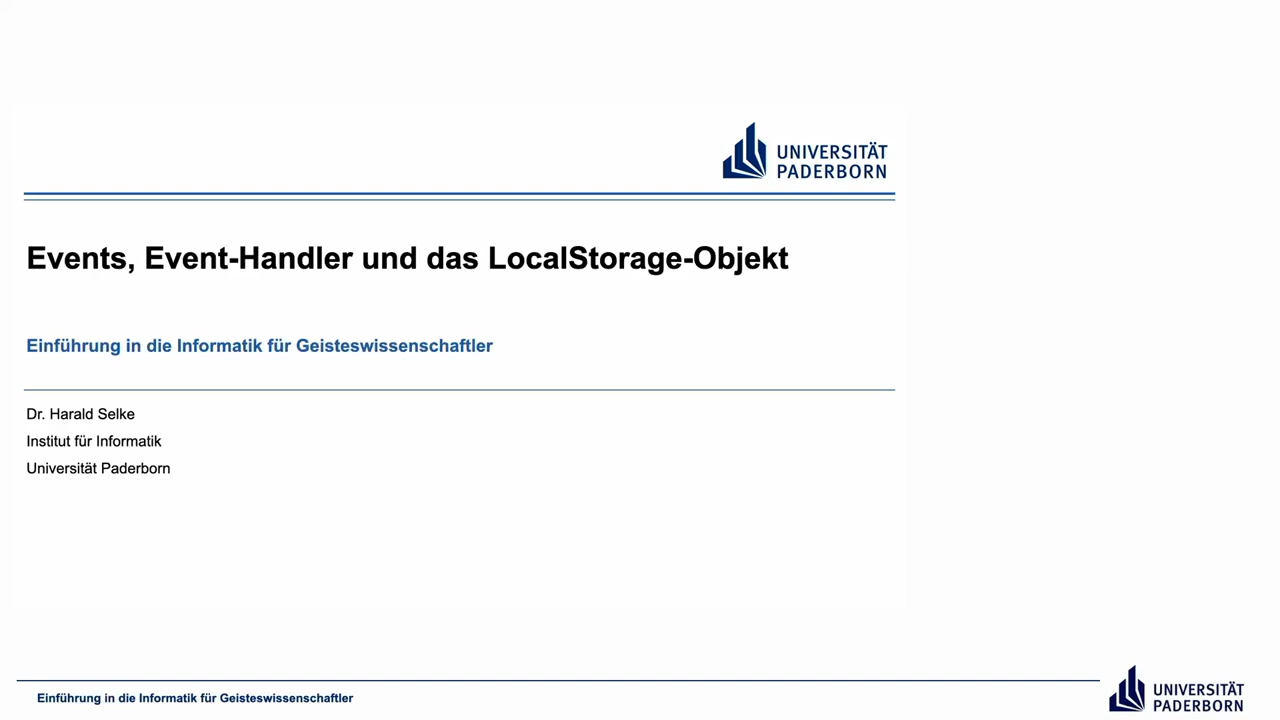 UNIVERSITÄT
PADERBORN
Events, Event-Handler und das LocalStorage-Objekt
Einführung in die Informatik für Geisteswissenschaftler
Dr. Harald Selke
Institut für Informatik
Universität Paderborn
Einführung in die Informatik für Geisteswissenschaftler
UNIVERSITÄT
PADERBORN